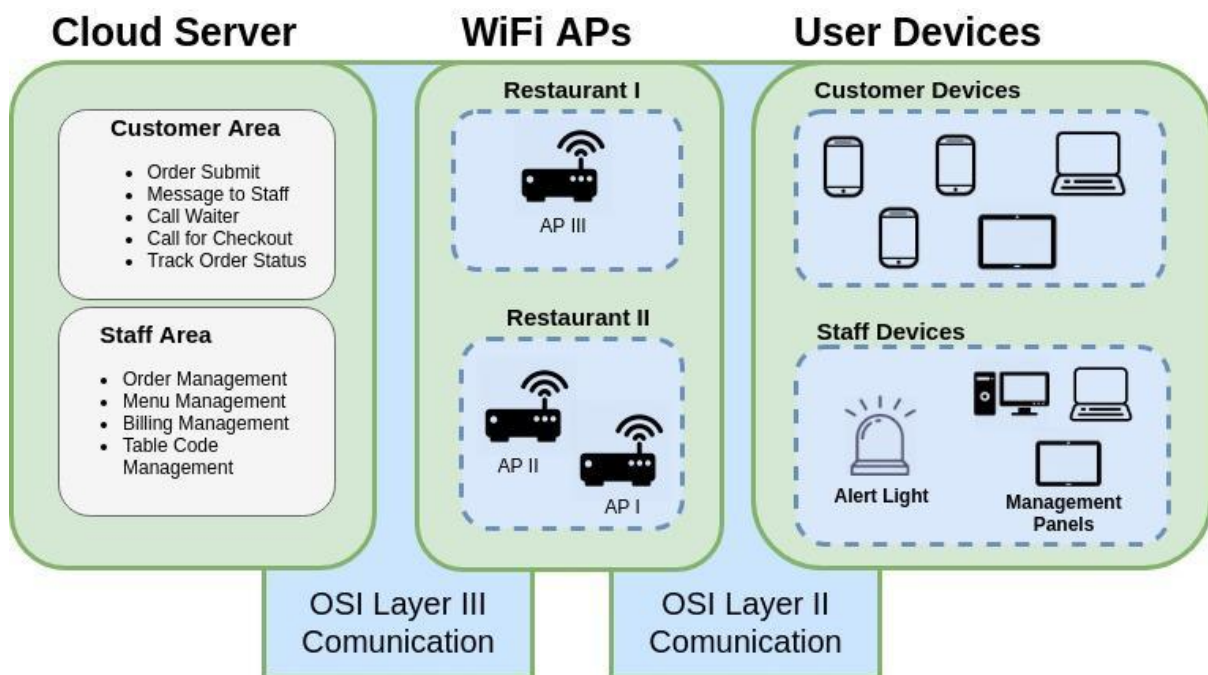 Cloud Server
Customer Area
• Order Submit
• Message to Staff
• Call Waiter
• Call for Checkout
• Track Order Status
Staff Area
• Order Management
• Menu Management
• Billing Management
• Table Code
Management
WiFi APs
Restaurant I
AP III
Restaurant II
AP II
AP I
User Devices
Customer Devices
Staff Devices
Alert Light
Management
Panels
OSI Layer III
Comunication
OSI Layer II
Comunication